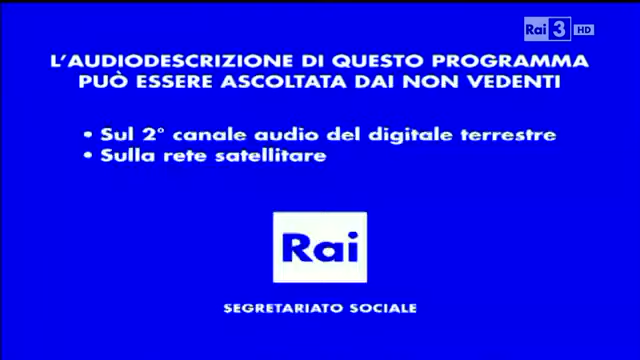 Rai 3 HD
L'AUDIODESCRIZIONE DI QUESTO PROGRAMMA
PUÒ ESSERE ASCOLTATA DAI NON VEDENTI
• Sul 2° canale audio del digitale terrestre
• Sulla rete satellitare
Rai
SEGRETARIATO SOCIALE